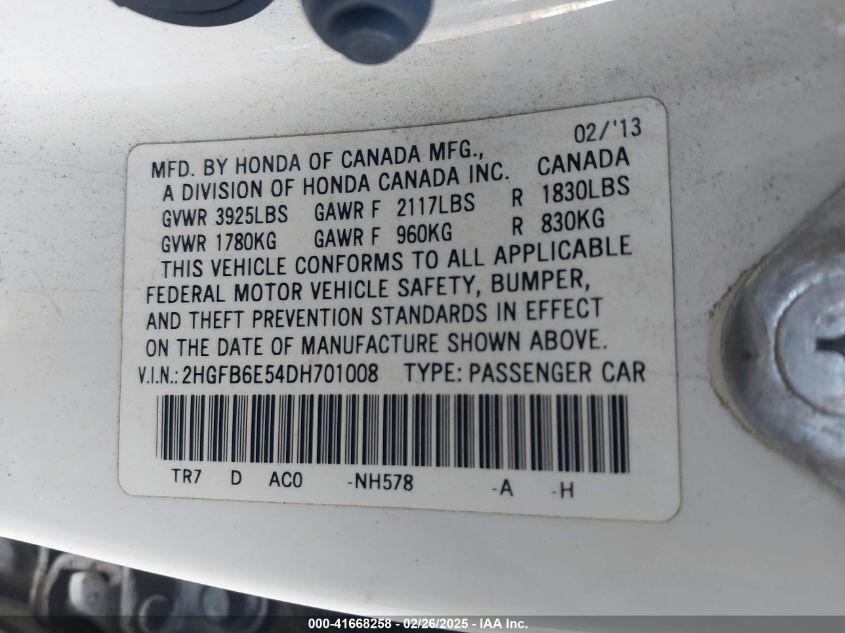 02/'13
MFD. BY HONDA OF CANADA MFG.,
A DIVISION OF HONDA CANADA INC. CANADA
GVWR 3925LBS GAWR F 2117LBS R 1830LBS
GVWR 1780KG GAWR F 960KG R 830KG
THIS VEHICLE CONFORMS TO ALL APPLICABLE
FEDERAL MOTOR VEHICLE SAFETY, BUMPER,
AND THEFT PREVENTION STANDARDS IN EFFECT
ON THE DATE OF MANUFACTURE SHOWN ABOVE.
V.I.N.: 2HGFB6E54DH701008 TYPE: PASSENGER CAR
TR7 D AC0 -NH578 -A -H
000-41668258 - 02/26/2025 - IAA Inc.